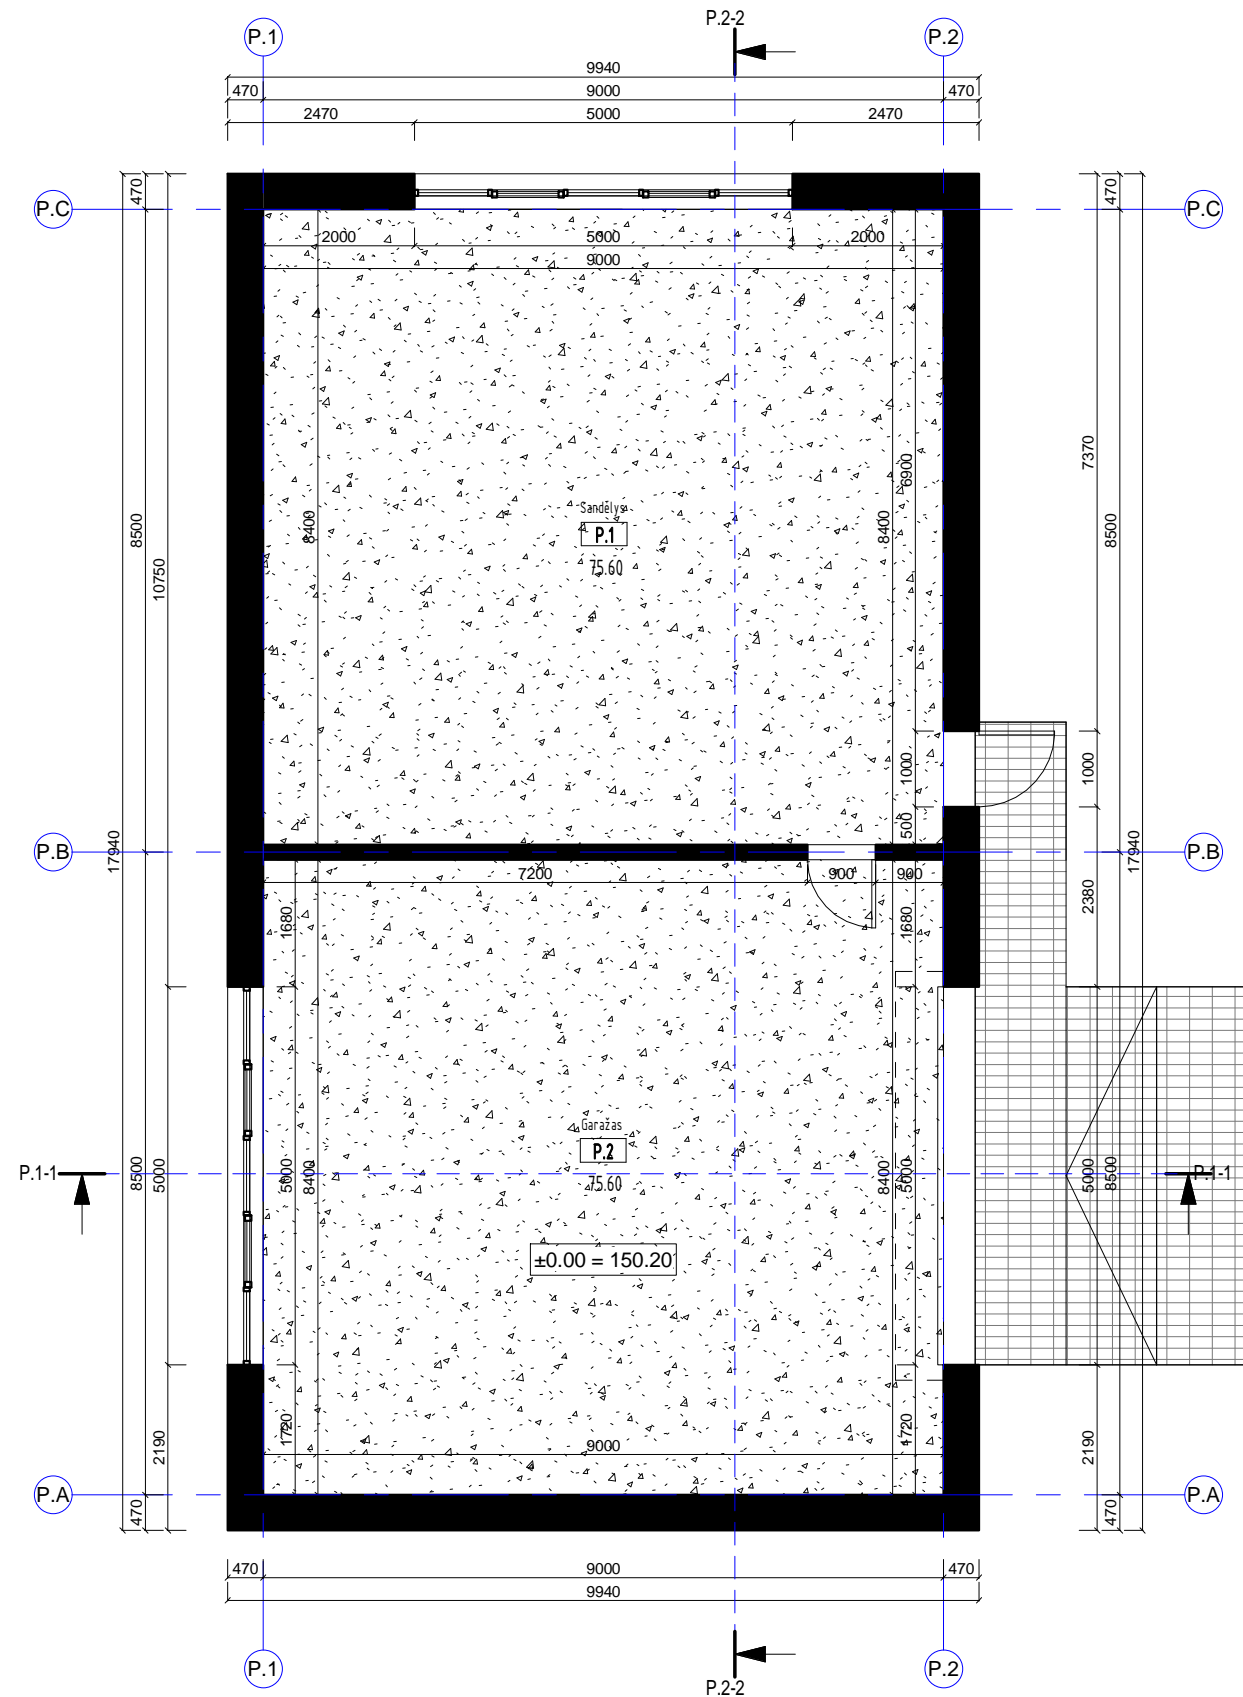 P.2-2
P.1
P.2
9940
470 9000 470
2470 5000 2470
P.C
P.C
470
470
2000 5000 2000
9000
8500
10750
17940
8400
6900
8400
7370
8500
Sandėlys
P.1
75.60
1000
500
1000
17940
2380
P.B
P.B
7200 900 900
1680
1680
8500
5000
5000
8400
8400
5000
5000
8500
Garažas
P.2
75.60
P.1-1
P.1-1
±0.00 = 150.20
2190
1720
1720
2190
9000
P.A
P.A
470
470
470 9000 470
9940
P.1
P.2
P.2-2